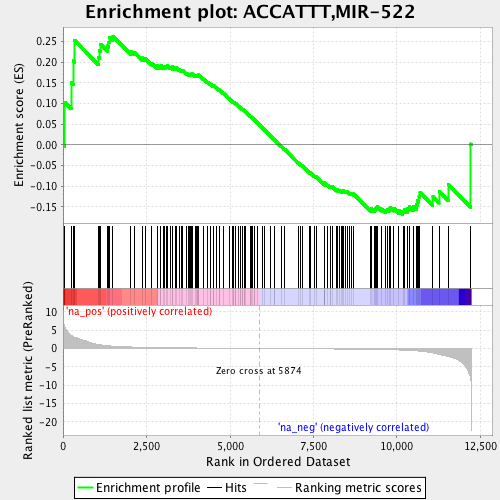 Enrichment plot: ACCATTT,MIR-522
Enrichment score (ES)
0.25
0.20
0.15
0.10
0.05
0.00
-0.05
-0.10
-0.15
'na_pos' (positively correlated)
Ranked list metric (PreRanked)
10
5
0
-5
-10
-15
-20
Zero cross at 5874
'na_neg' (negatively correlated)
0
2,500
5,000
7,500
10,000
12,500
Rank in Ordered Dataset
Enrichment profile
Hits
Ranking metric scores